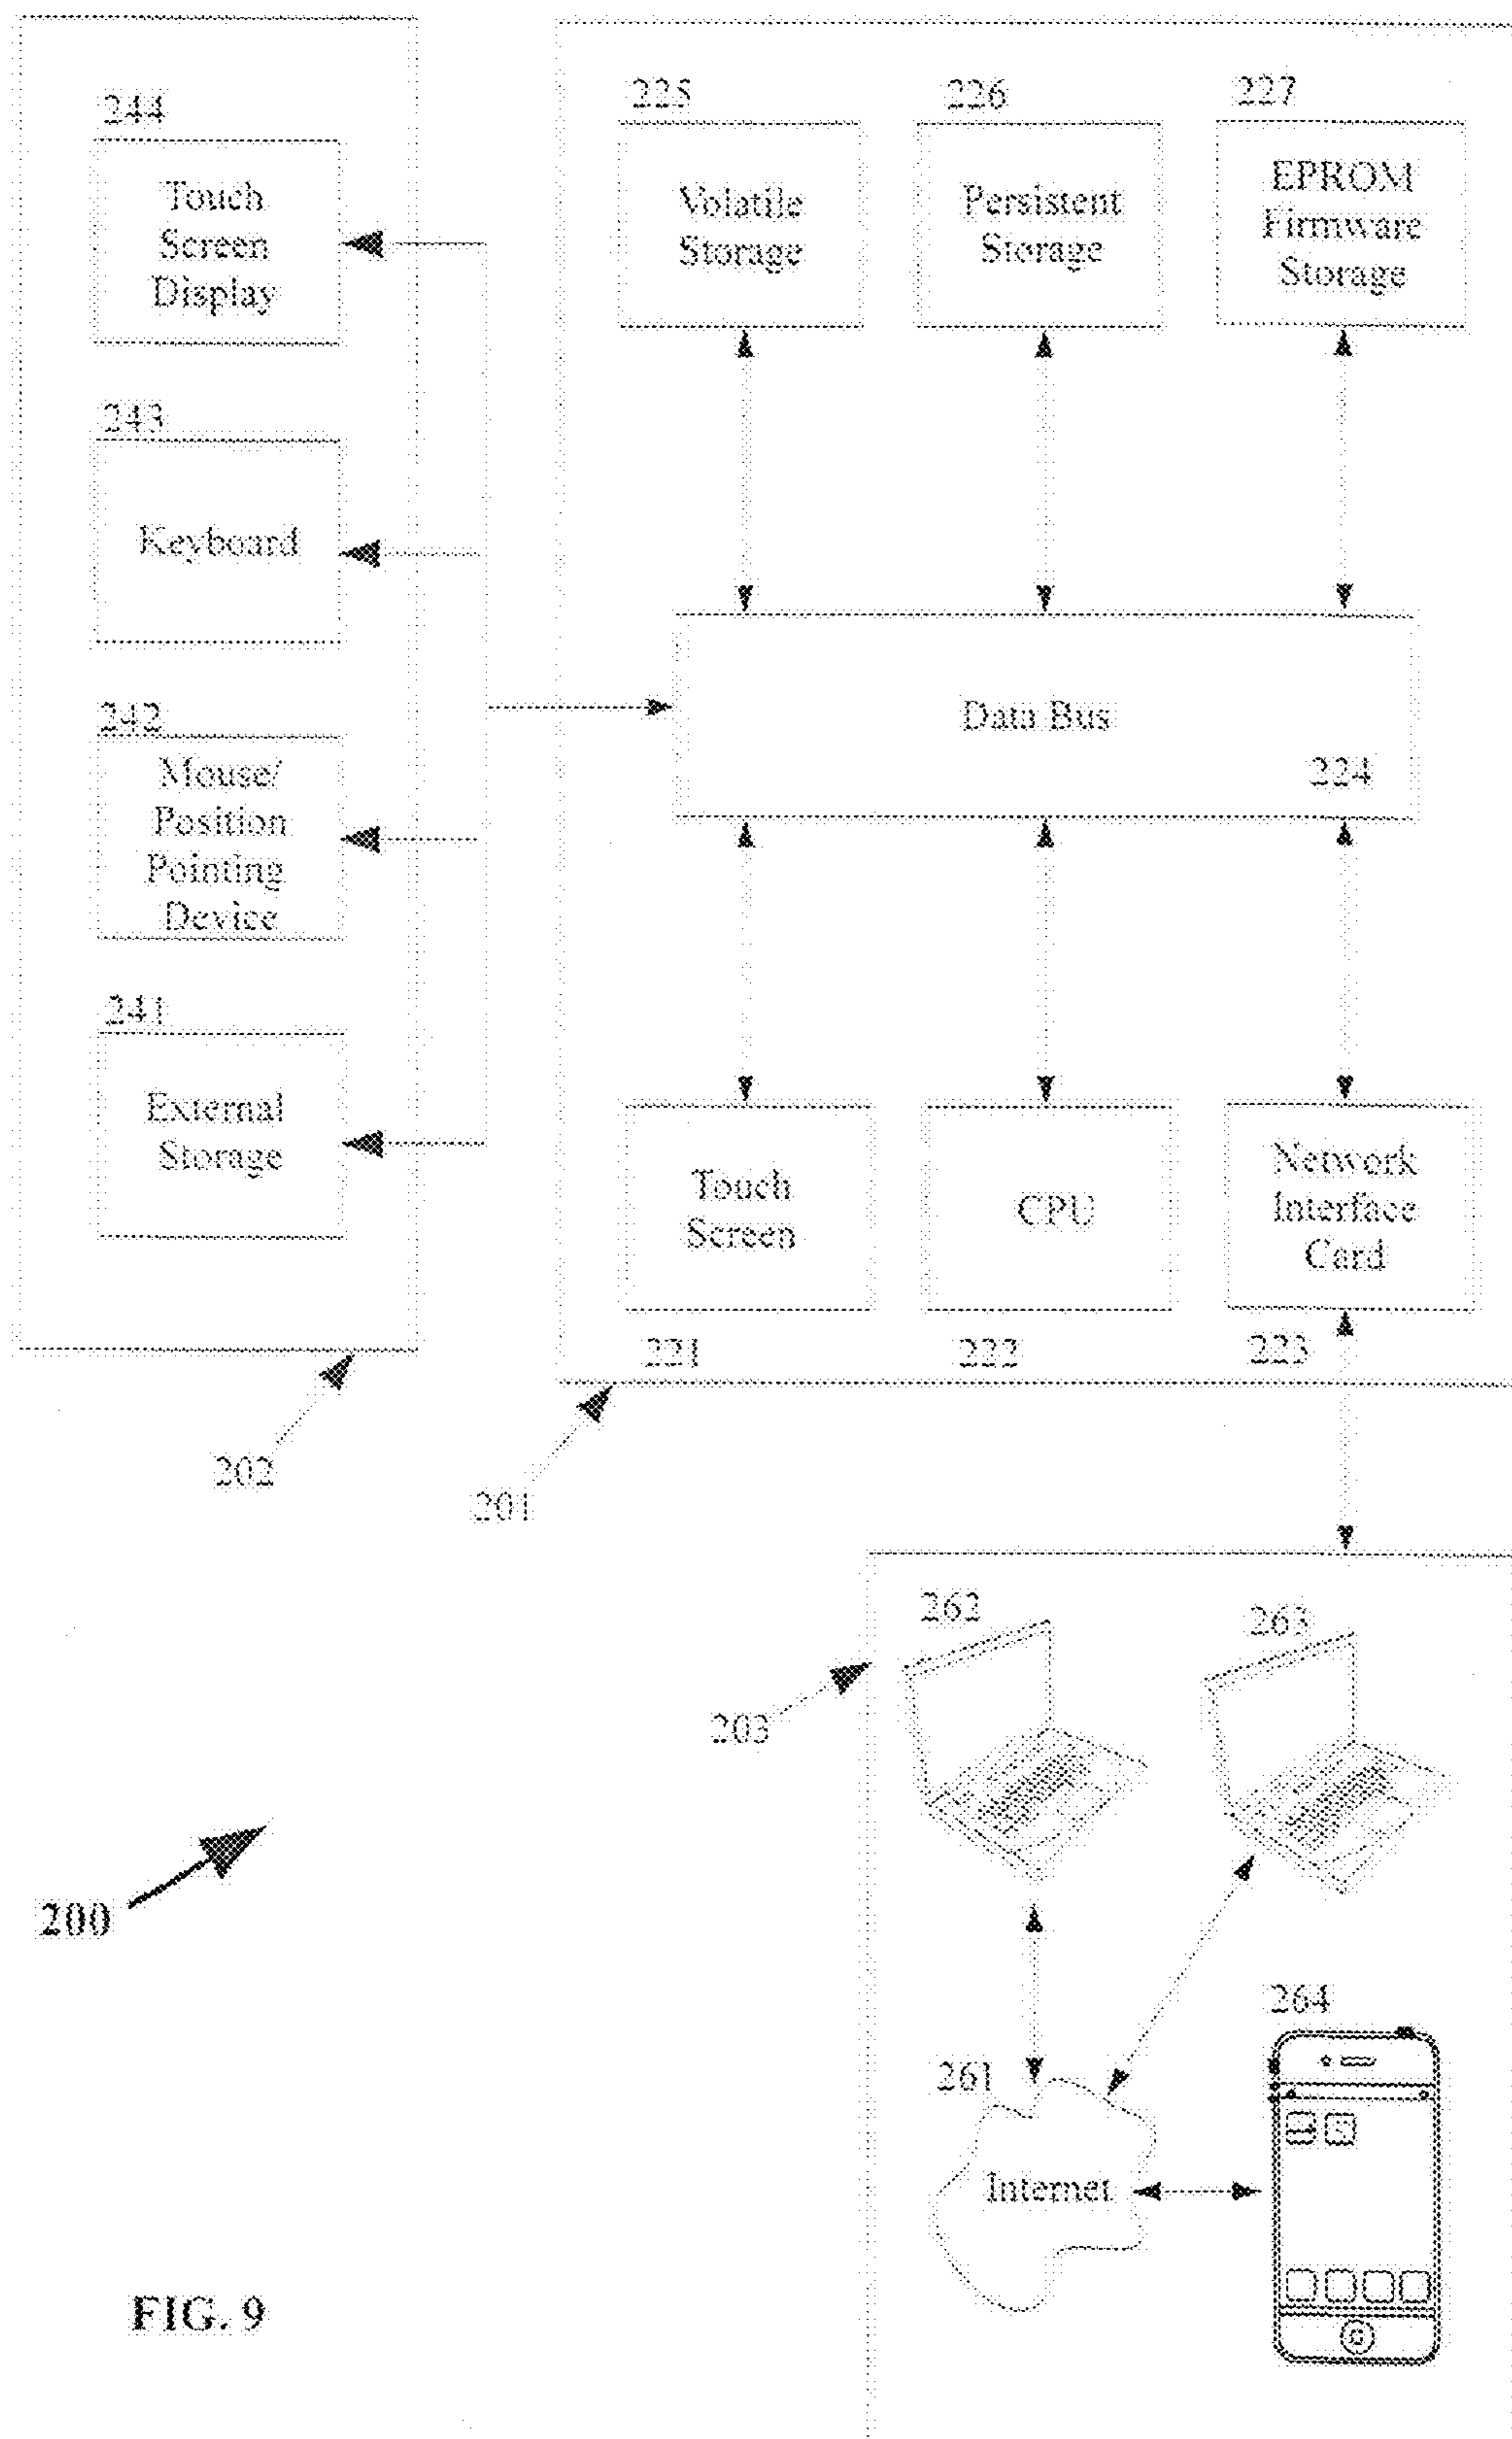 244
Touch
Screen
Display
243
Keyboard
242
Mouse/
Position
Pointing
Device
241
External
Storage
202
225
Volatile
Storage
226
Persistent
Storage
227
EPROM
Firmware
Storage
Data Bus
224
Touch
Screen
221
CPU
222
Network
Interface
Card
223
201
203
262
263
261
Internet
264
200
FIG. 9